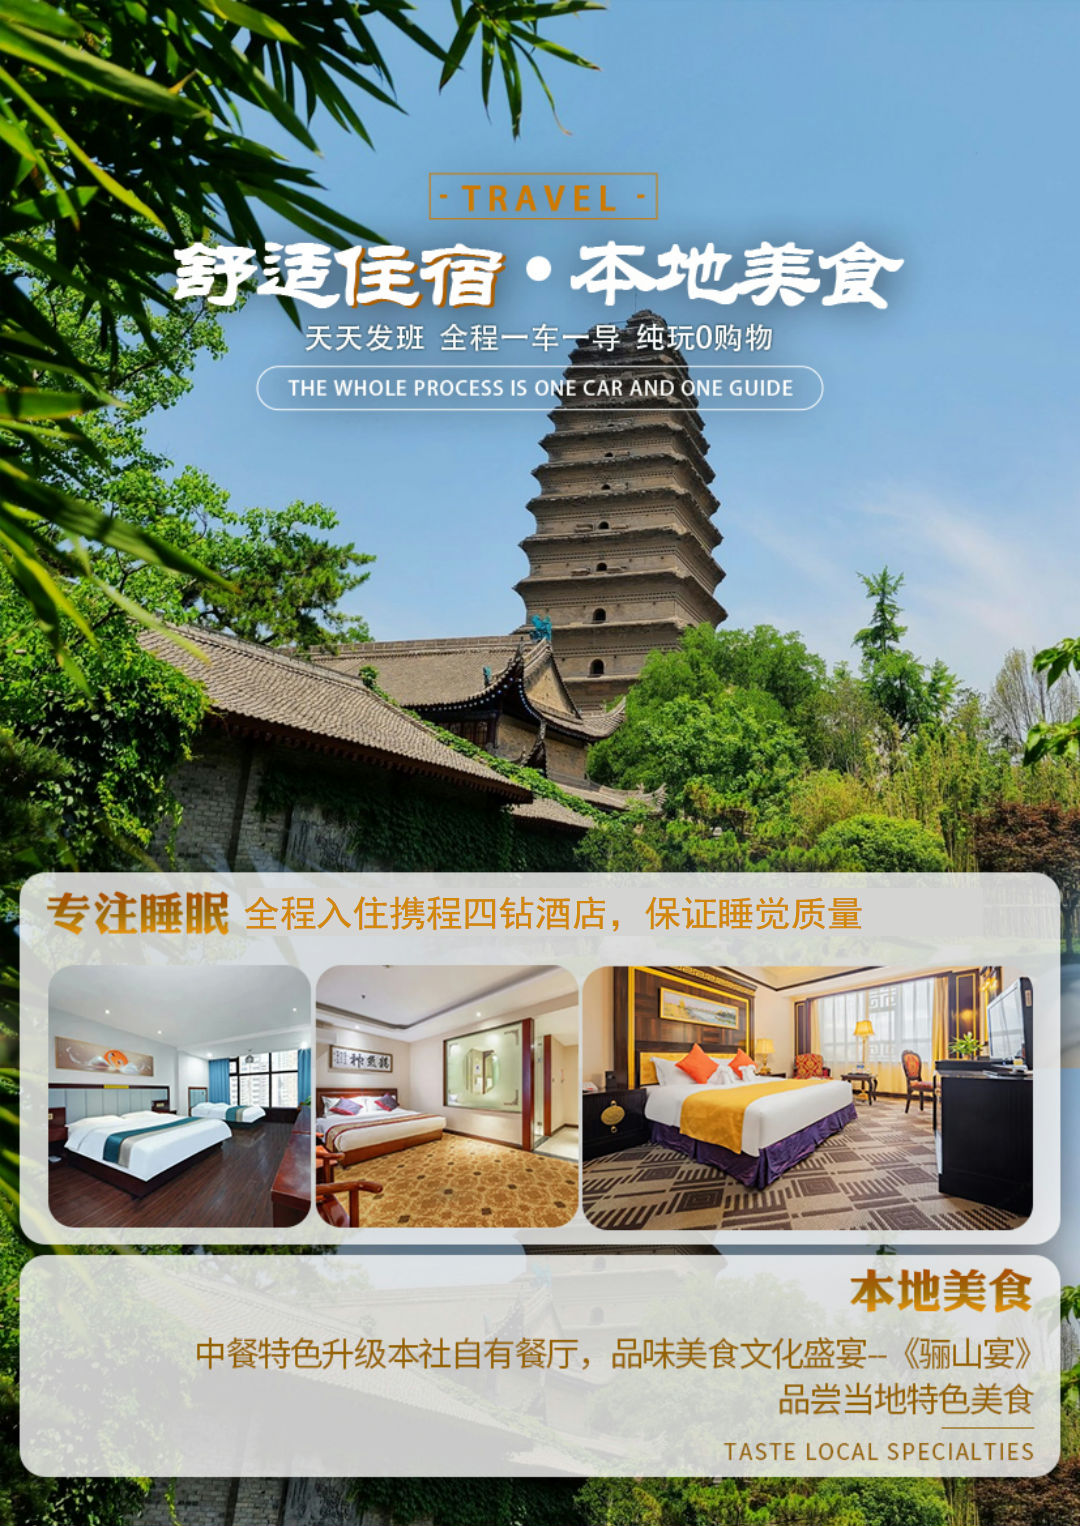 - TRAVEL -
舒适住宿·本地美食
天天发班 全程一车一导 纯玩0购物
THE WHOLE PROCESS IS ONE CAR AND ONE GUIDE
专注睡眠 全程入住携程四钻酒店，保证睡觉质量
本地美食
中餐特色升级本社自有餐厅，品味美食文化盛宴--《骊山宴》
品尝当地特色美食
TASTE LOCAL SPECIALTIES